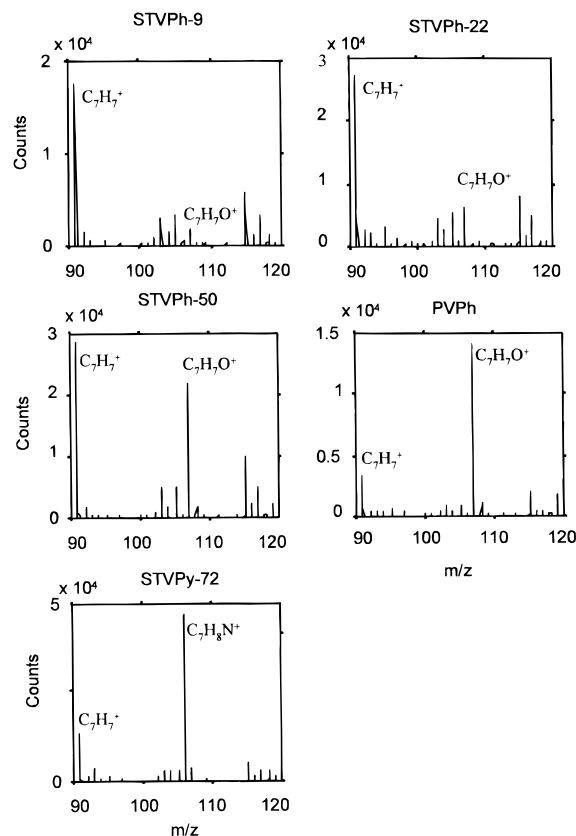 STVPh-9
x 10⁴
2
1
0
Counts
C₇H₇⁺
C₇H₇O⁺
90 100 110 120
STVPh-22
x 10⁴
3
2
1
0
C₇H₇⁺
C₇H₇O⁺
90 100 110 120
STVPh-50
x 10⁴
3
2
1
0
Counts
C₇H₇⁺
C₇H₇O⁺
90 100 110 120
PVPh
x 10⁴
1.5
1
0.5
0
C₇H₇O⁺
C₇H₇⁺
90 100 110 120
m/z
STVPy-72
x 10⁴
5
0
Counts
C₇H₈N⁺
C₇H₇⁺
90 100 110 120
m/z